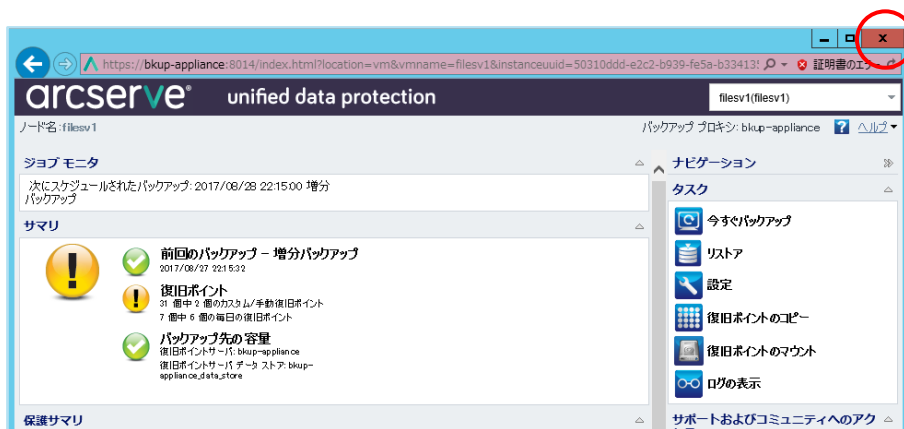 https://bkup-appliance:8014/index.html?location=vm&vmname=filesv1&instanceuuid=50310ddd-e2c2-b939-fe5a-b33413 証明書のエラー
arcserve® unified data protection filesv1(filesv1)
ノード名:filesv1 バックアップ プロキシ: bkup-appliance ヘルプ
ジョブ モニタ
次にスケジュールされたバックアップ: 2017/08/28 22:15:00 増分
バックアップ
サマリ
前回のバックアップ - 増分バックアップ
2017/08/27 22:15:32
復旧ポイント
31 個中 2 個のカスタム/手動復旧ポイント
7 個中 6 個の毎日の復旧ポイント
バックアップ先の容量
復旧ポイントサーバ: bkup-appliance
復旧ポイントサーバ データ ストア: bkup-
appliance_data_store
保護サマリ
ナビゲーション
タスク
今すぐバックアップ
リストア
設定
復旧ポイントのコピー
復旧ポイントのマウント
ログの表示
サポートおよびコミュニティへのアク